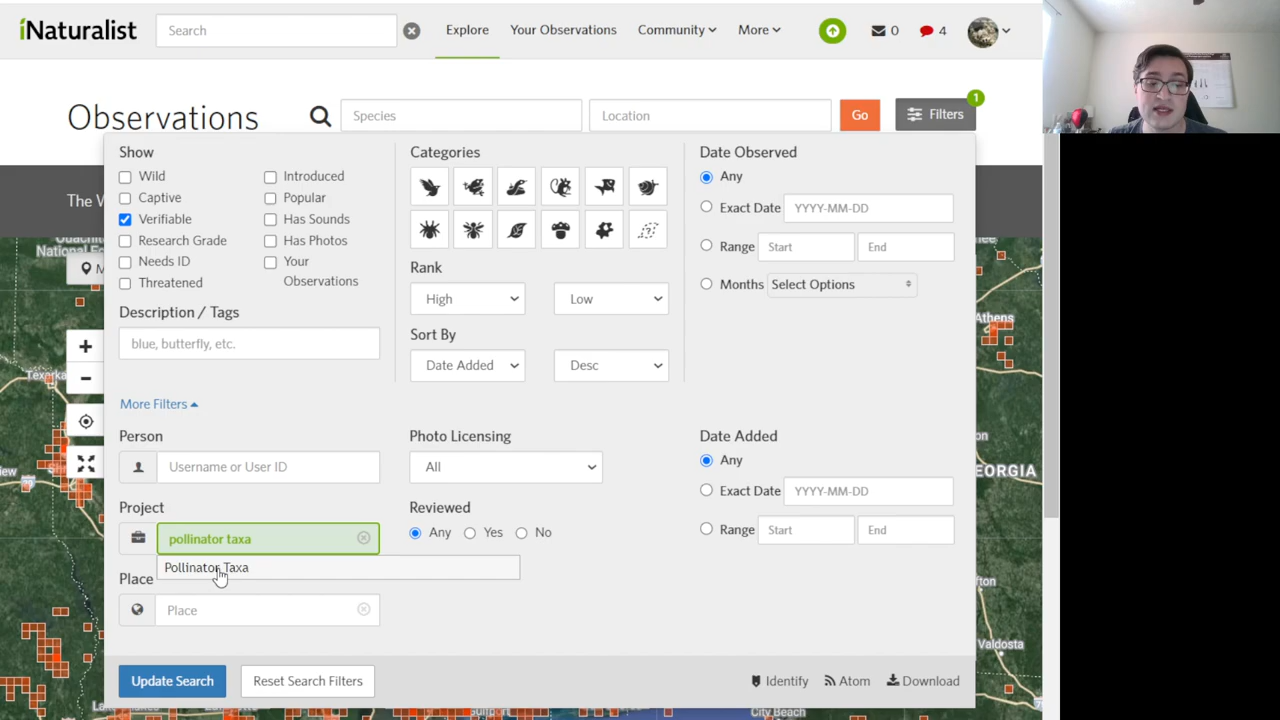 iNaturalist
Search
Explore
Your Observations
Community
More
0
4
Observations
Species
Location
Go
Filters
1
The
Show
Wild
Captive
Verifiable
Research Grade
Needs ID
Threatened
Introduced
Popular
Has Sounds
Has Photos
Your
Observations
Description / Tags
blue, butterfly, etc.
Categories
Rank
High
Low
Sort By
Date Added
Desc
Date Observed
Any
Exact Date
YYYY-MM-DD
Range
Start
End
Months
Select Options
More Filters
Person
Username or User ID
Photo Licensing
All
Date Added
Any
Exact Date
YYYY-MM-DD
Range
Start
End
Project
pollinator taxa
Pollinator Taxa
Reviewed
Any
Yes
No
Place
Place
Update Search
Reset Search Filters
Identify
Atom
Download
+
−
Athens
EORGIA
Valdosta
City Beach